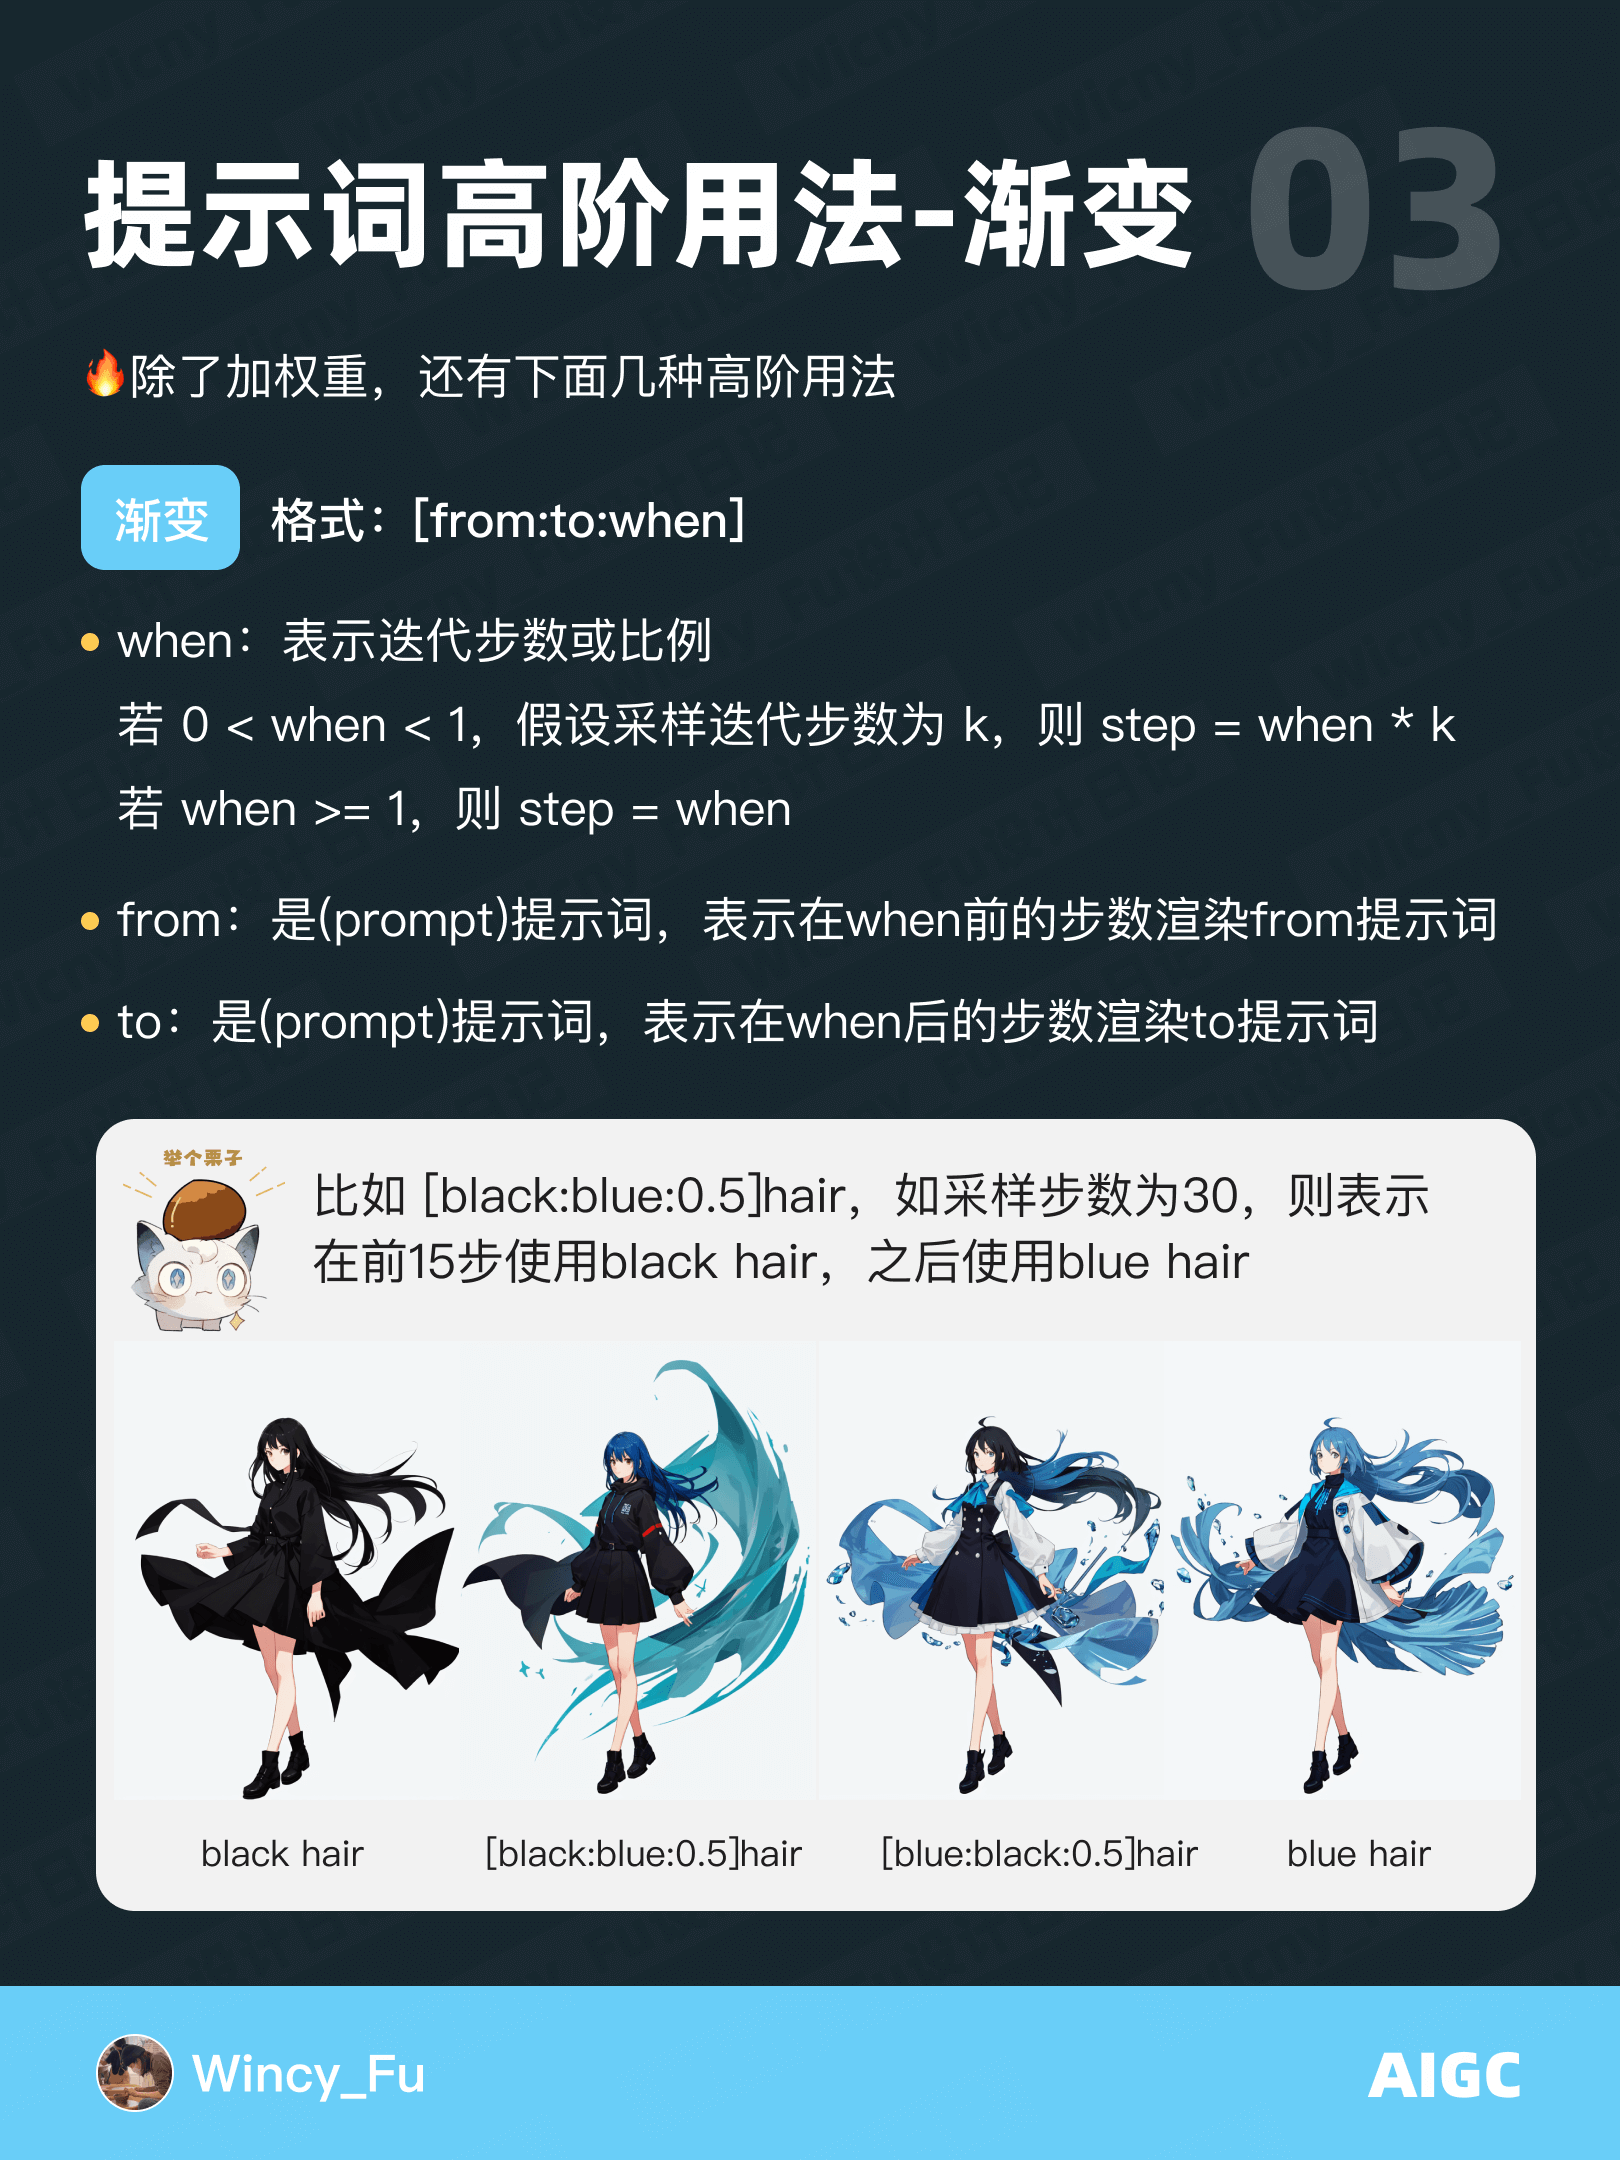 提示词高阶用法-渐变
03
🔥除了加权重，还有下面几种高阶用法
渐变
格式：[from:to:when]
when：表示迭代步数或比例
若 0 < when < 1，假设采样迭代步数为 k，则 step = when * k
若 when >= 1，则 step = when
from：是(prompt)提示词，表示在when前的步数渲染from提示词
to：是(prompt)提示词，表示在when后的步数渲染to提示词
举个栗子
比如 [black:blue:0.5]hair，如采样步数为30，则表示
在前15步使用black hair，之后使用blue hair
black hair
[black:blue:0.5]hair
[blue:black:0.5]hair
blue hair
Wincy_Fu
AIGC